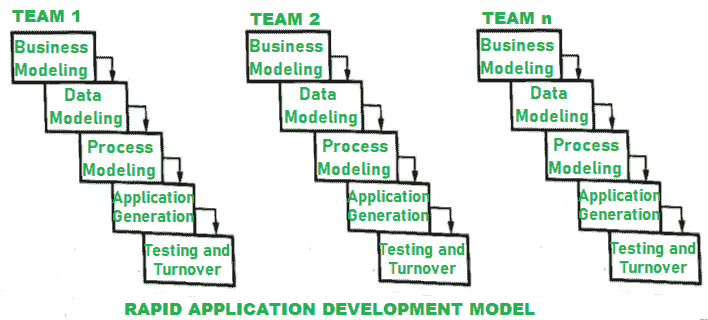 TEAM 1
Business
Modeling
Data
Modeling
Process
Modeling
Application
Generation
Testing and
Turnover
TEAM 2
Business
Modeling
Data
Modeling
Process
Modeling
Application
Generation
Testing and
Turnover
TEAM n
Business
Modeling
Data
Modeling
Process
Modeling
Application
Generation
Testing and
Turnover
RAPID APPLICATION DEVELOPMENT MODEL